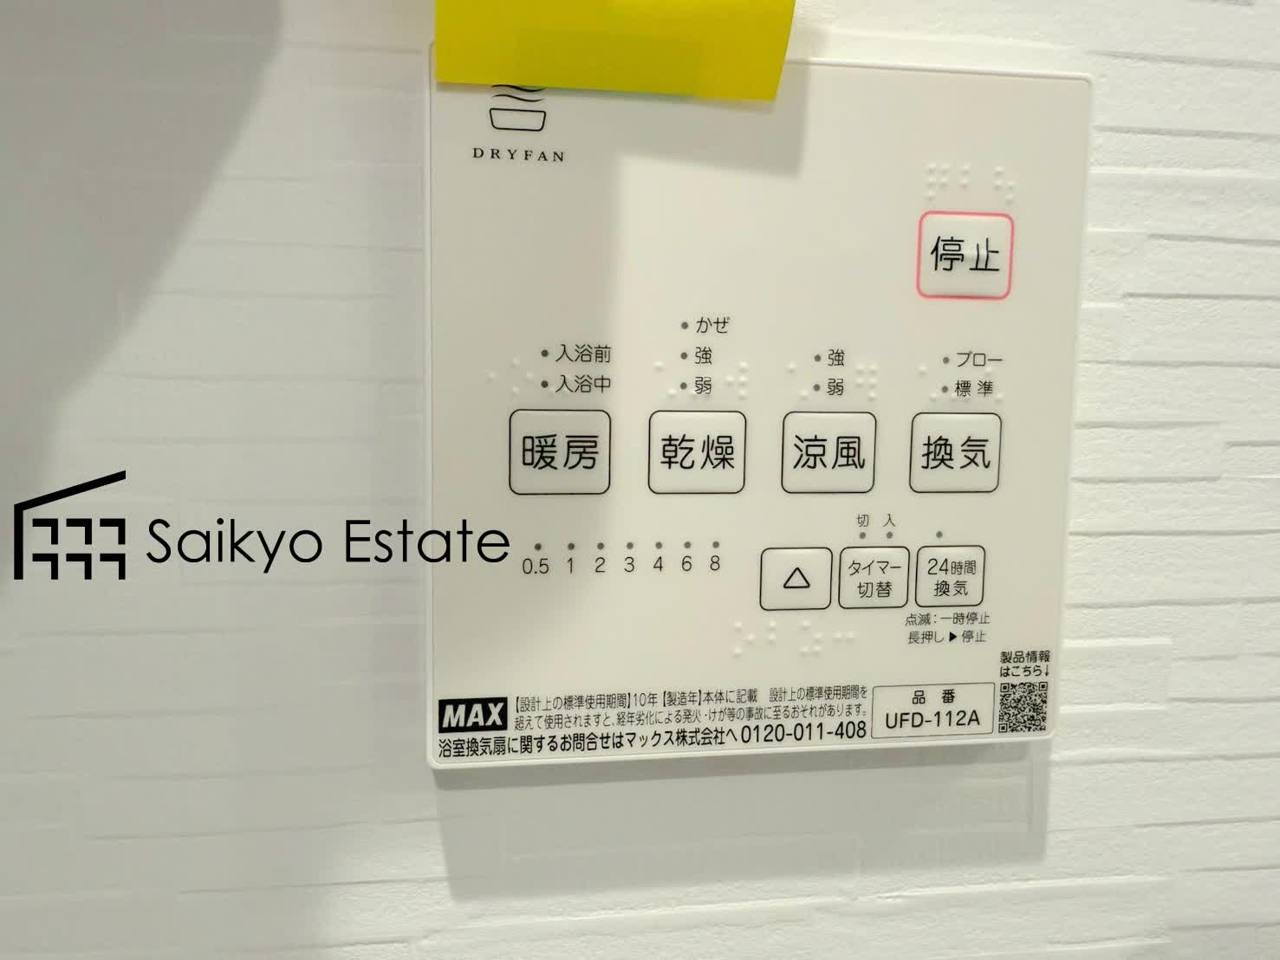 DRYFAN
停止
かぜ
入浴前 強 強 ブロー
入浴中 弱 弱 標準
暖房 乾燥 涼風 換気
Saikyo Estate
切 入
0.5 1 2 3 4 6 8
△ タイマー切替 24時間換気
点滅:一時停止
長押し▶停止
製品情報
はこちら↓
MAX
【設計上の標準使用期間】10年【製造年】本体に記載 設計上の標準使用期間を
超えて使用されますと、経年劣化による発火・けが等の事故に至るおそれがあります。
浴室換気扇に関するお問合せはマックス株式会社へ 0120-011-408
品番
UFD-112A